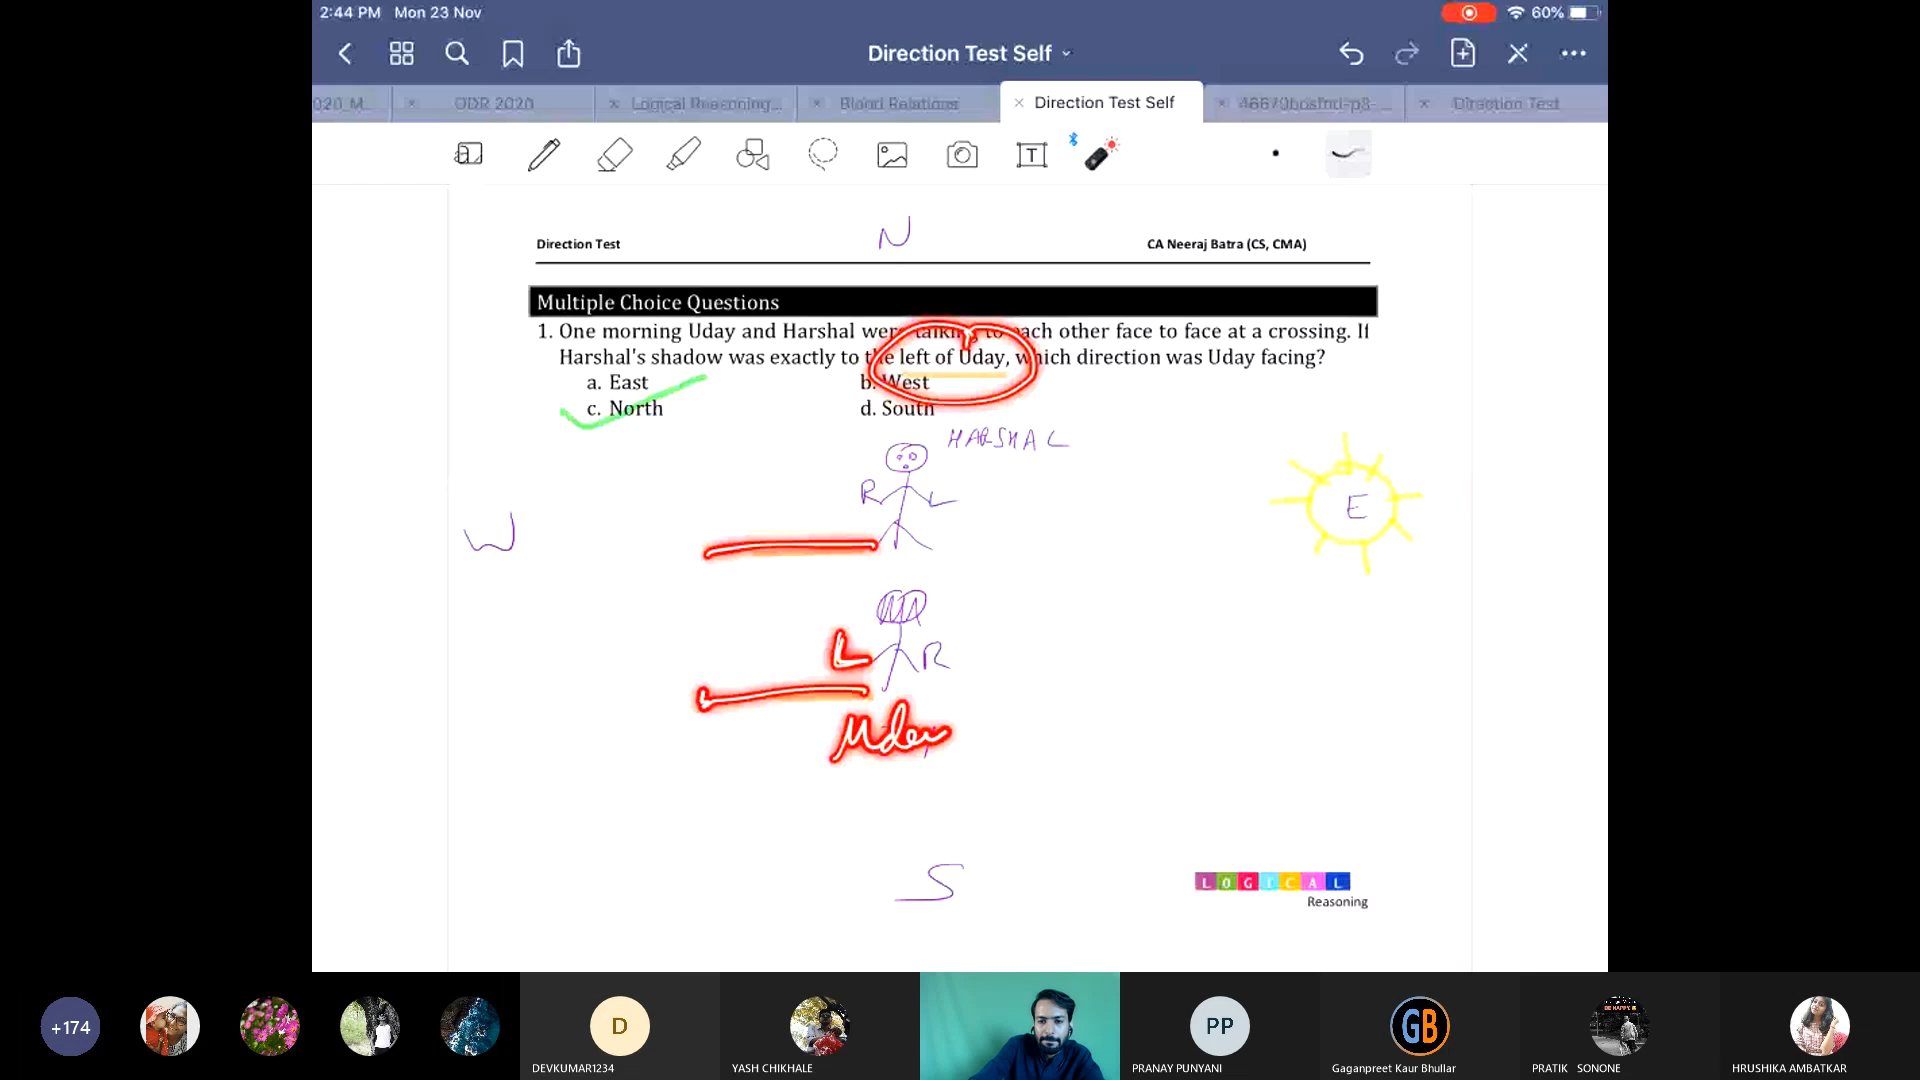 2:44 PM Mon 23 Nov
60%
Direction Test Self
020_M...
ODR 2020
Logical Reasoning...
Blood Relations
Direction Test Self
Direction Test
T
N
Direction Test
CA Neeraj Batra (CS, CMA)
Multiple Choice Questions
1. One morning Uday and Harshal were talking to each other face to face at a crossing. If
Harshal's shadow was exactly to the left of Uday, which direction was Uday facing?
a. East
b. West
c. North
d. South
HARSHAL
R
L
E
W
L
R
S
LOGICAL
Reasoning
+174
D
PP
GB
DEVKUMAR1234
YASH CHIKHALE
PRANAY PUNYANI
Gaganpreet Kaur Bhullar
PRATIK SONONE
HRUSHIKA AMBATKAR